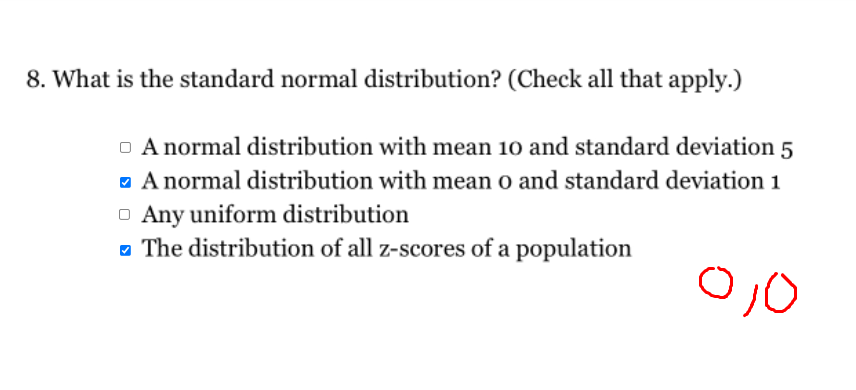 8. What is the standard normal distribution? (Check all that apply.)
A normal distribution with mean 10 and standard deviation 5
A normal distribution with mean 0 and standard deviation 1
Any uniform distribution
The distribution of all z-scores of a population
0,0